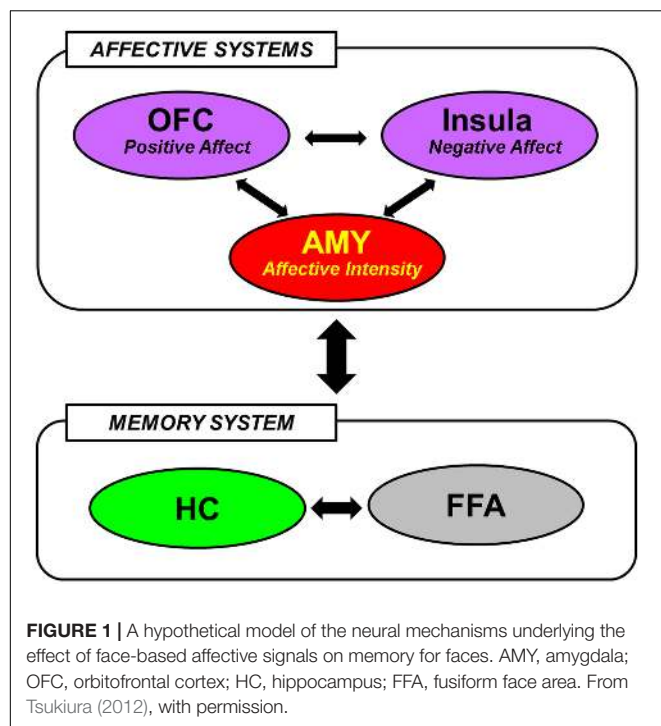 AFFECTIVE SYSTEMS
OFC
Positive Affect
Insula
Negative Affect
AMY
Affective Intensity
MEMORY SYSTEM
HC
FFA
FIGURE 1 | A hypothetical model of the neural mechanisms underlying the
effect of face-based affective signals on memory for faces. AMY, amygdala;
OFC, orbitofrontal cortex; HC, hippocampus; FFA, fusiform face area. From
Tsukiura (2012), with permission.